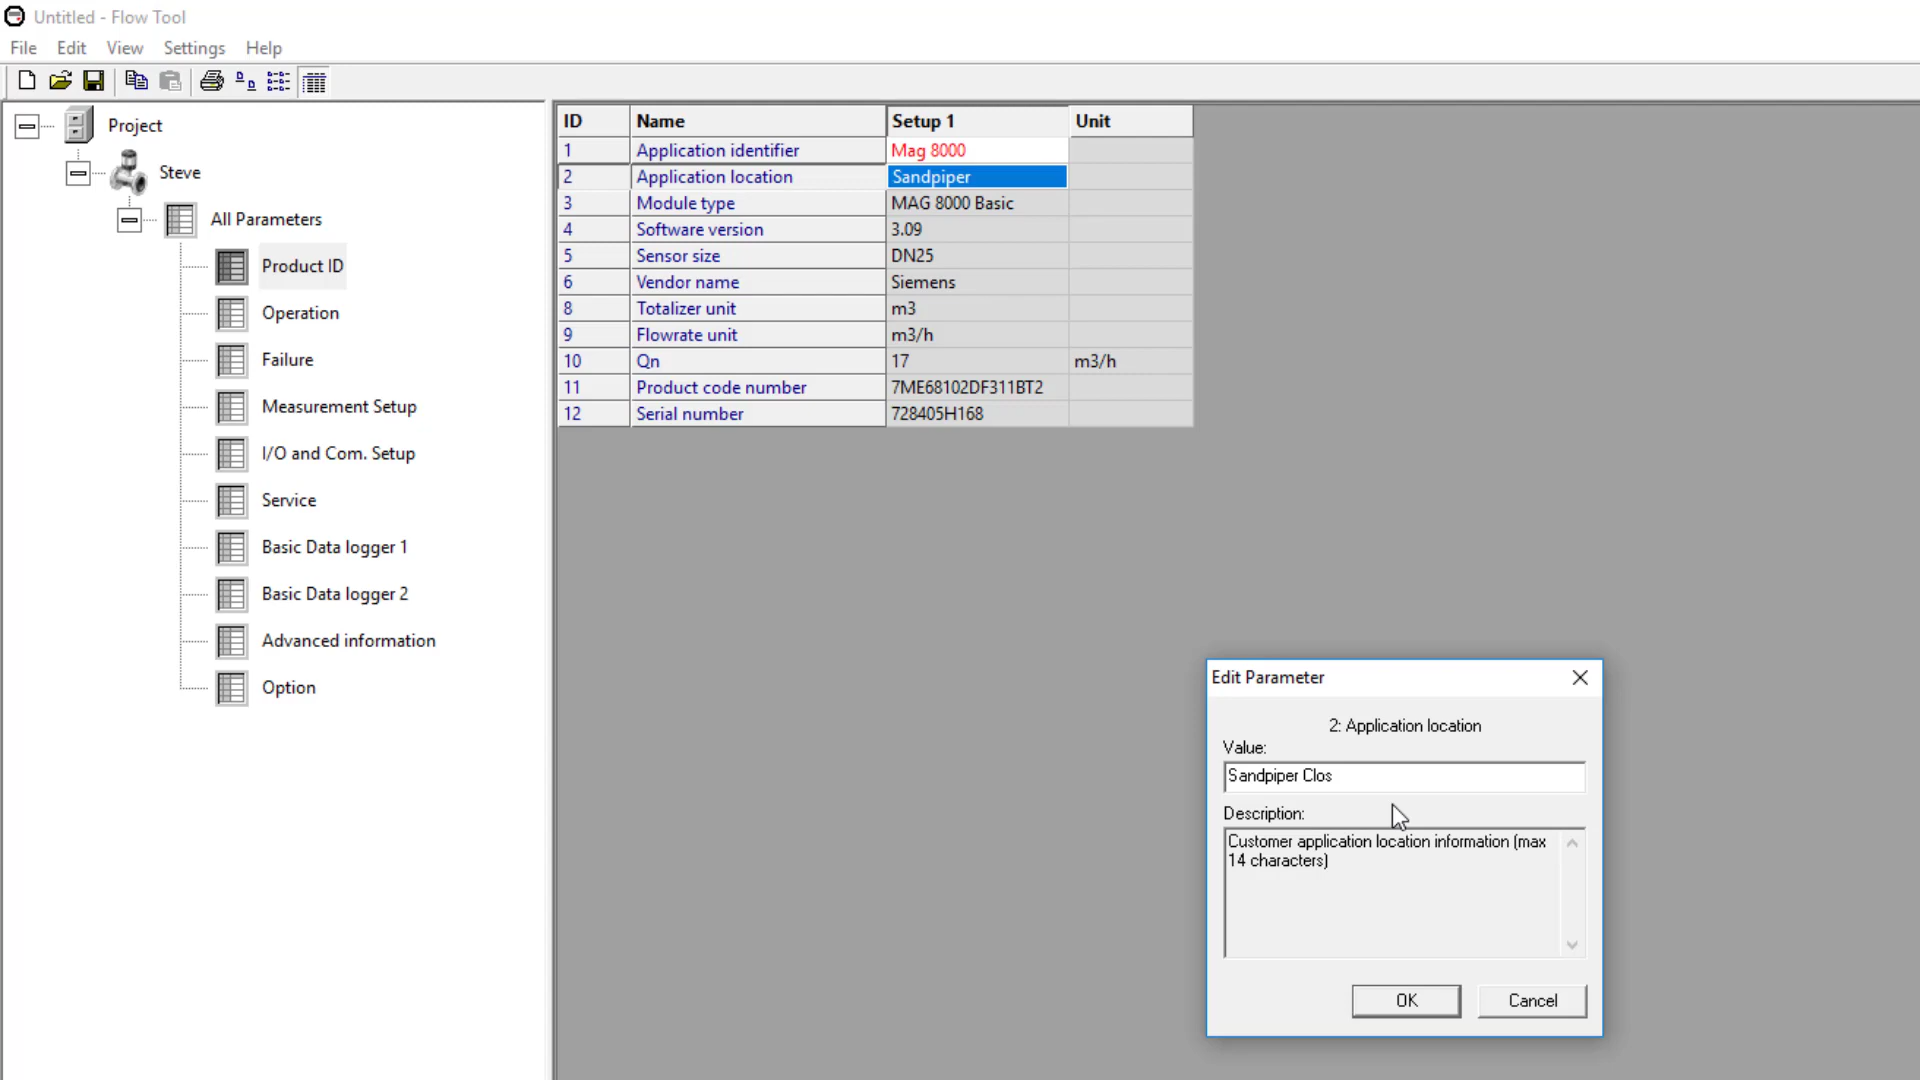 Untitled - Flow Tool
File Edit View Settings Help
Project
Steve
All Parameters
Product ID
Operation
Failure
Measurement Setup
I/O and Com. Setup
Service
Basic Data logger 1
Basic Data logger 2
Advanced information
Option
ID Name Setup 1 Unit
1 Application identifier Mag 8000
2 Application location Sandpiper
3 Module type MAG 8000 Basic
4 Software version 3.09
5 Sensor size DN25
6 Vendor name Siemens
8 Totalizer unit m3
9 Flowrate unit m3/h
10 Qn 17 m3/h
11 Product code number 7ME68102DF311BT2
12 Serial number 728405H168
Edit Parameter
2: Application location
Value:
Sandpiper Clos
Description:
Customer application location information (max
14 characters)
OK Cancel